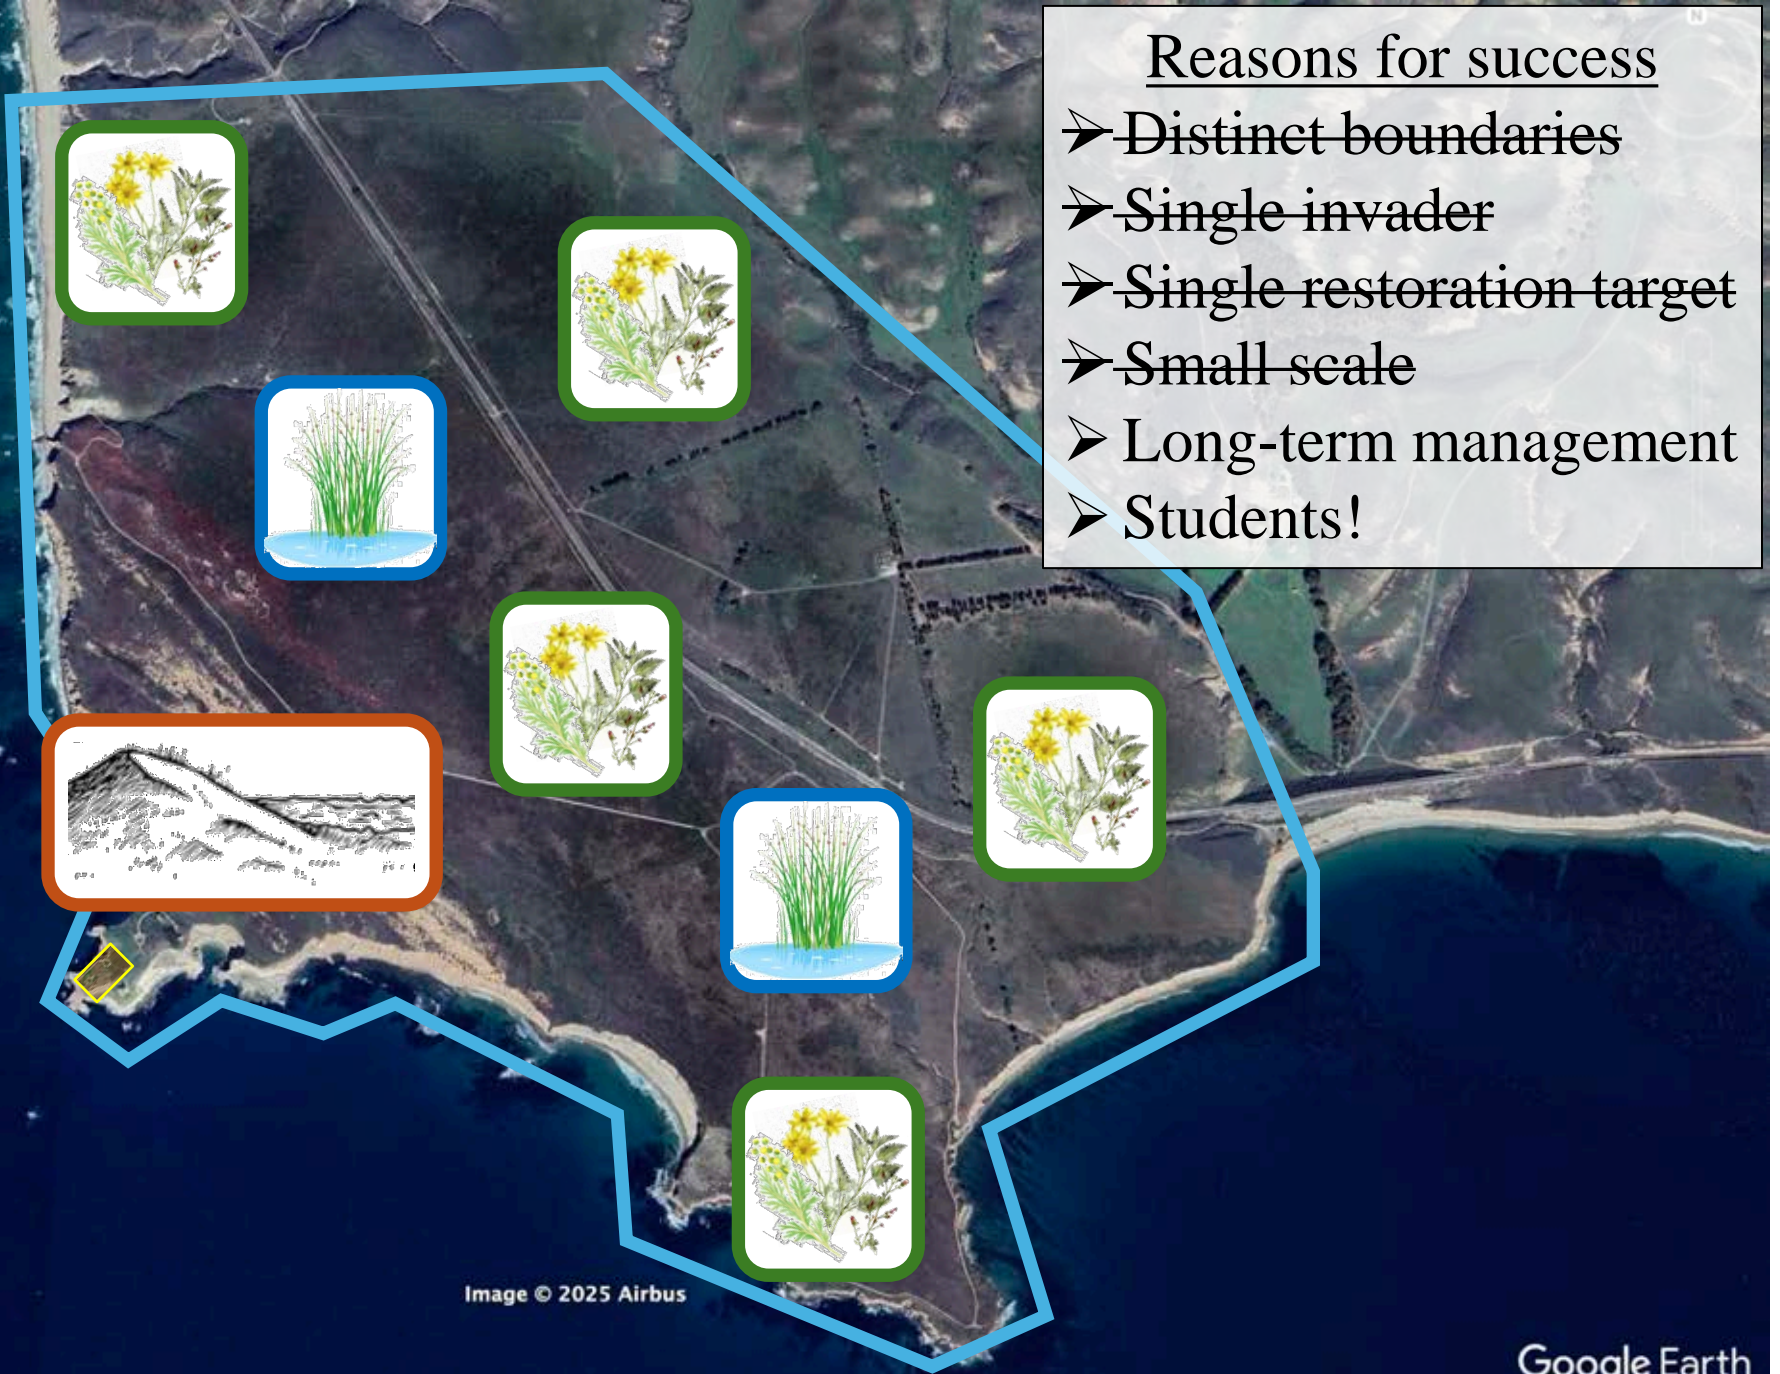 Reasons for success
Distinct boundaries
Single invader
Single restoration target
Small scale
Long-term management
Students!
Image © 2025 Airbus
Google Earth
N